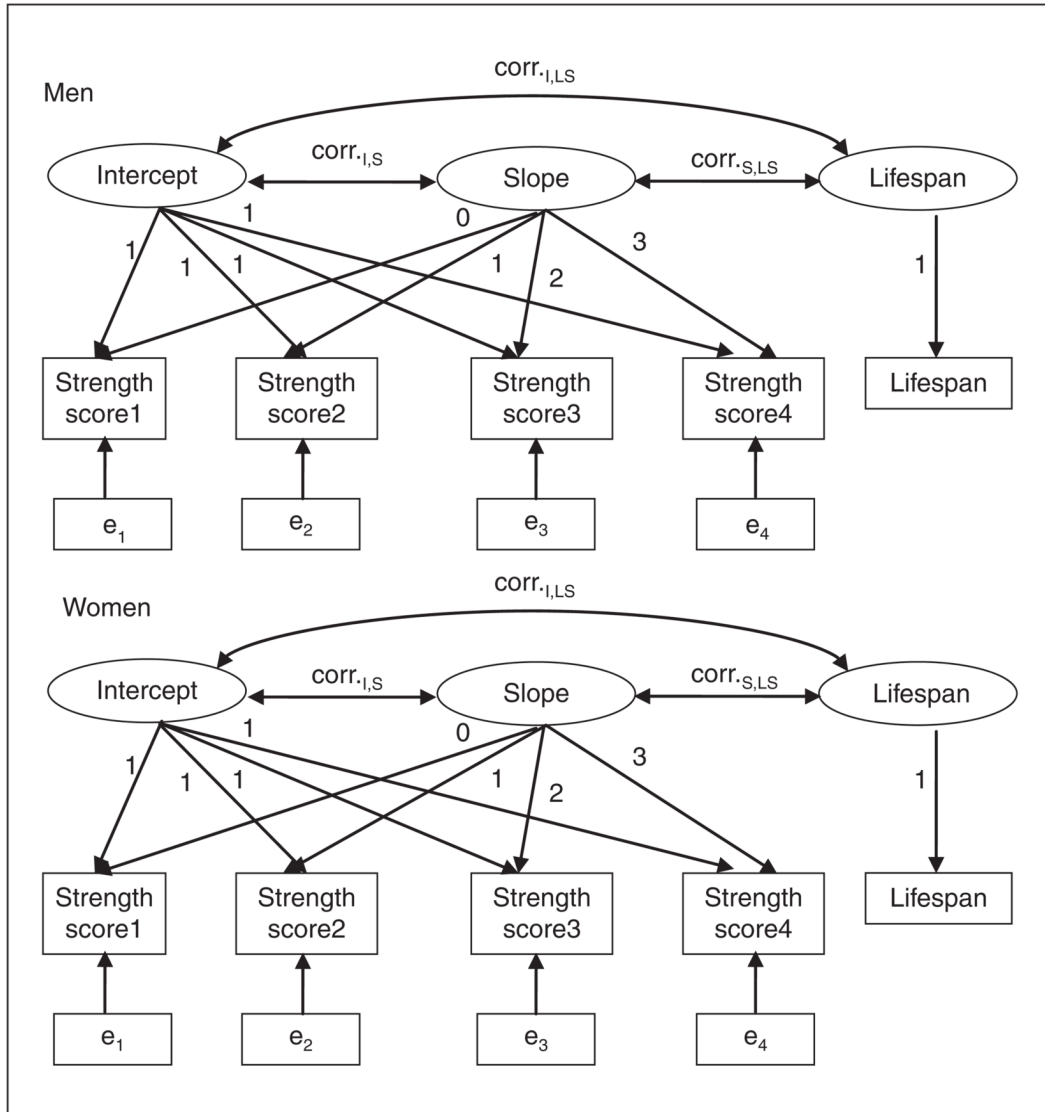 corr.I,LS
Men
corr.I,S
corr.S,LS
Intercept
Slope
Lifespan
1
0
3
1
1
1
1
2
1
Strength score1
Strength score2
Strength score3
Strength score4
Lifespan
e1
e2
e3
e4
corr.I,LS
Women
corr.I,S
corr.S,LS
Intercept
Slope
Lifespan
1
0
3
1
1
1
1
2
1
Strength score1
Strength score2
Strength score3
Strength score4
Lifespan
e1
e2
e3
e4